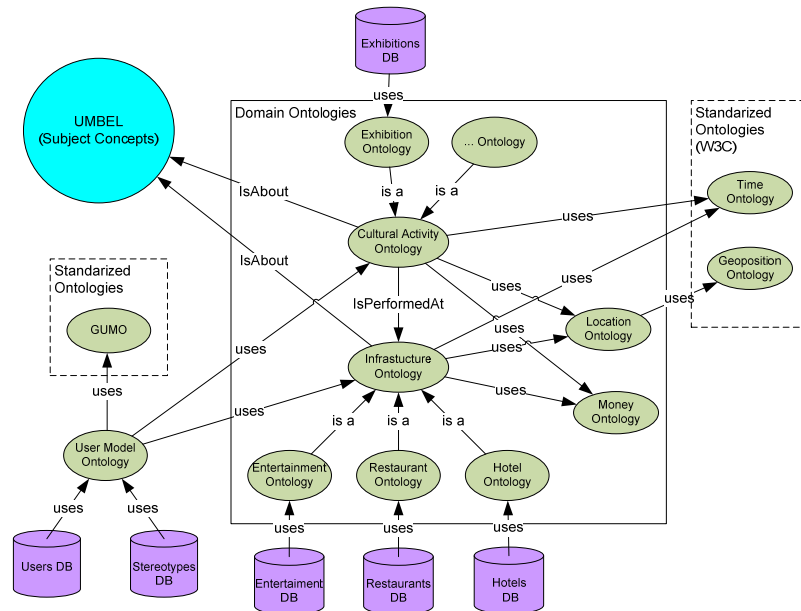 Exhibitions
DB
uses
UMBEL
(Subject Concepts)
Domain Ontologies
Standarized
Ontologies
(W3C)
Exhibition
Ontology
... Ontology
is a
is a
Time
Ontology
IsAbout
uses
Cultural Activity
Ontology
IsAbout
Geoposition
Ontology
Standarized
Ontologies
uses
uses
uses
IsPerformedAt
GUMO
Location
Ontology
uses
uses
uses
Infrastucture
Ontology
uses
uses
uses
Money
Ontology
uses
is a
is a
is a
User Model
Ontology
Entertainment
Ontology
Restaurant
Ontology
Hotel
Ontology
uses
uses
uses
uses
uses
Users DB
Stereotypes
DB
Entertaiment
DB
Restaurants
DB
Hotels
DB